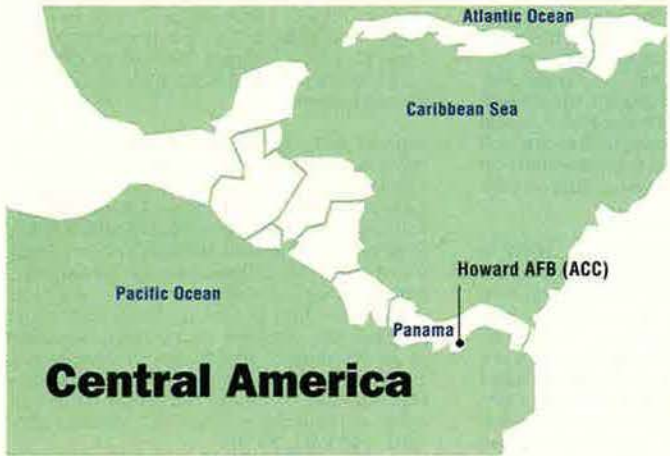 Atlantic Ocean
Caribbean Sea
Howard AFB (ACC)
Pacific Ocean
Panama
Central America